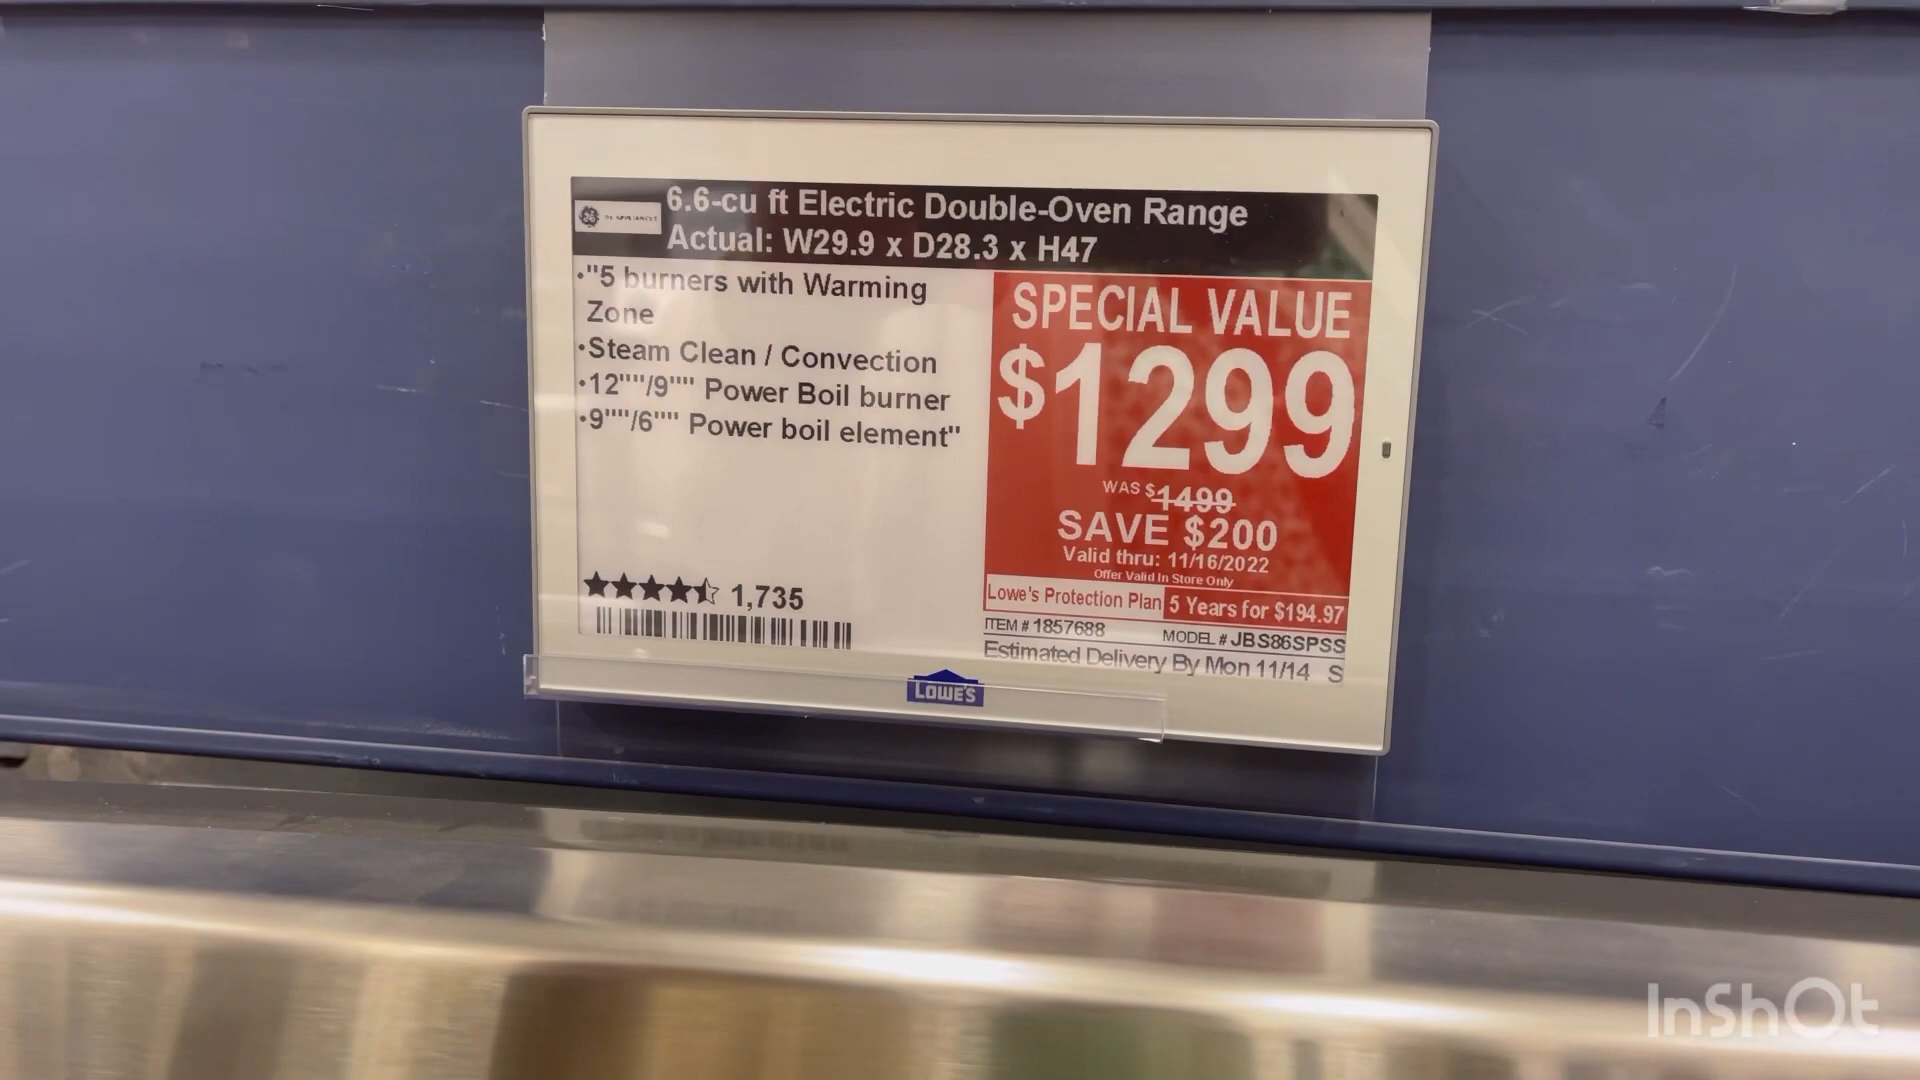 GE APPLIANCES
6.6-cu ft Electric Double-Oven Range
Actual: W29.9 x D28.3 x H47
•"5 burners with Warming
Zone
•Steam Clean / Convection
•12""/9"" Power Boil burner
•9""/6"" Power boil element"
1,735
SPECIAL VALUE
$1299
WAS $1499
SAVE $200
Valid thru: 11/16/2022
Offer Valid In Store Only
Lowe's Protection Plan 5 Years for $194.97
ITEM # 1857688 MODEL # JBS86SPSS
Estimated Delivery By Mon 11/14 S
LOWE'S
InShOt